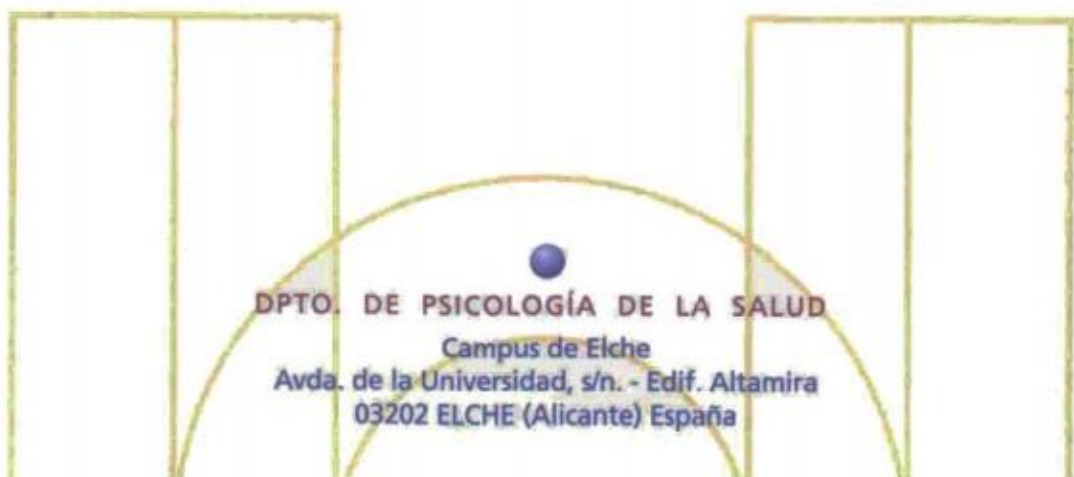 DPTO. DE PSICOLOGÍA DE LA SALUD
Campus de Elche
Avda. de la Universidad, s/n. - Edif. Altamira
03202 ELCHE (Alicante) España